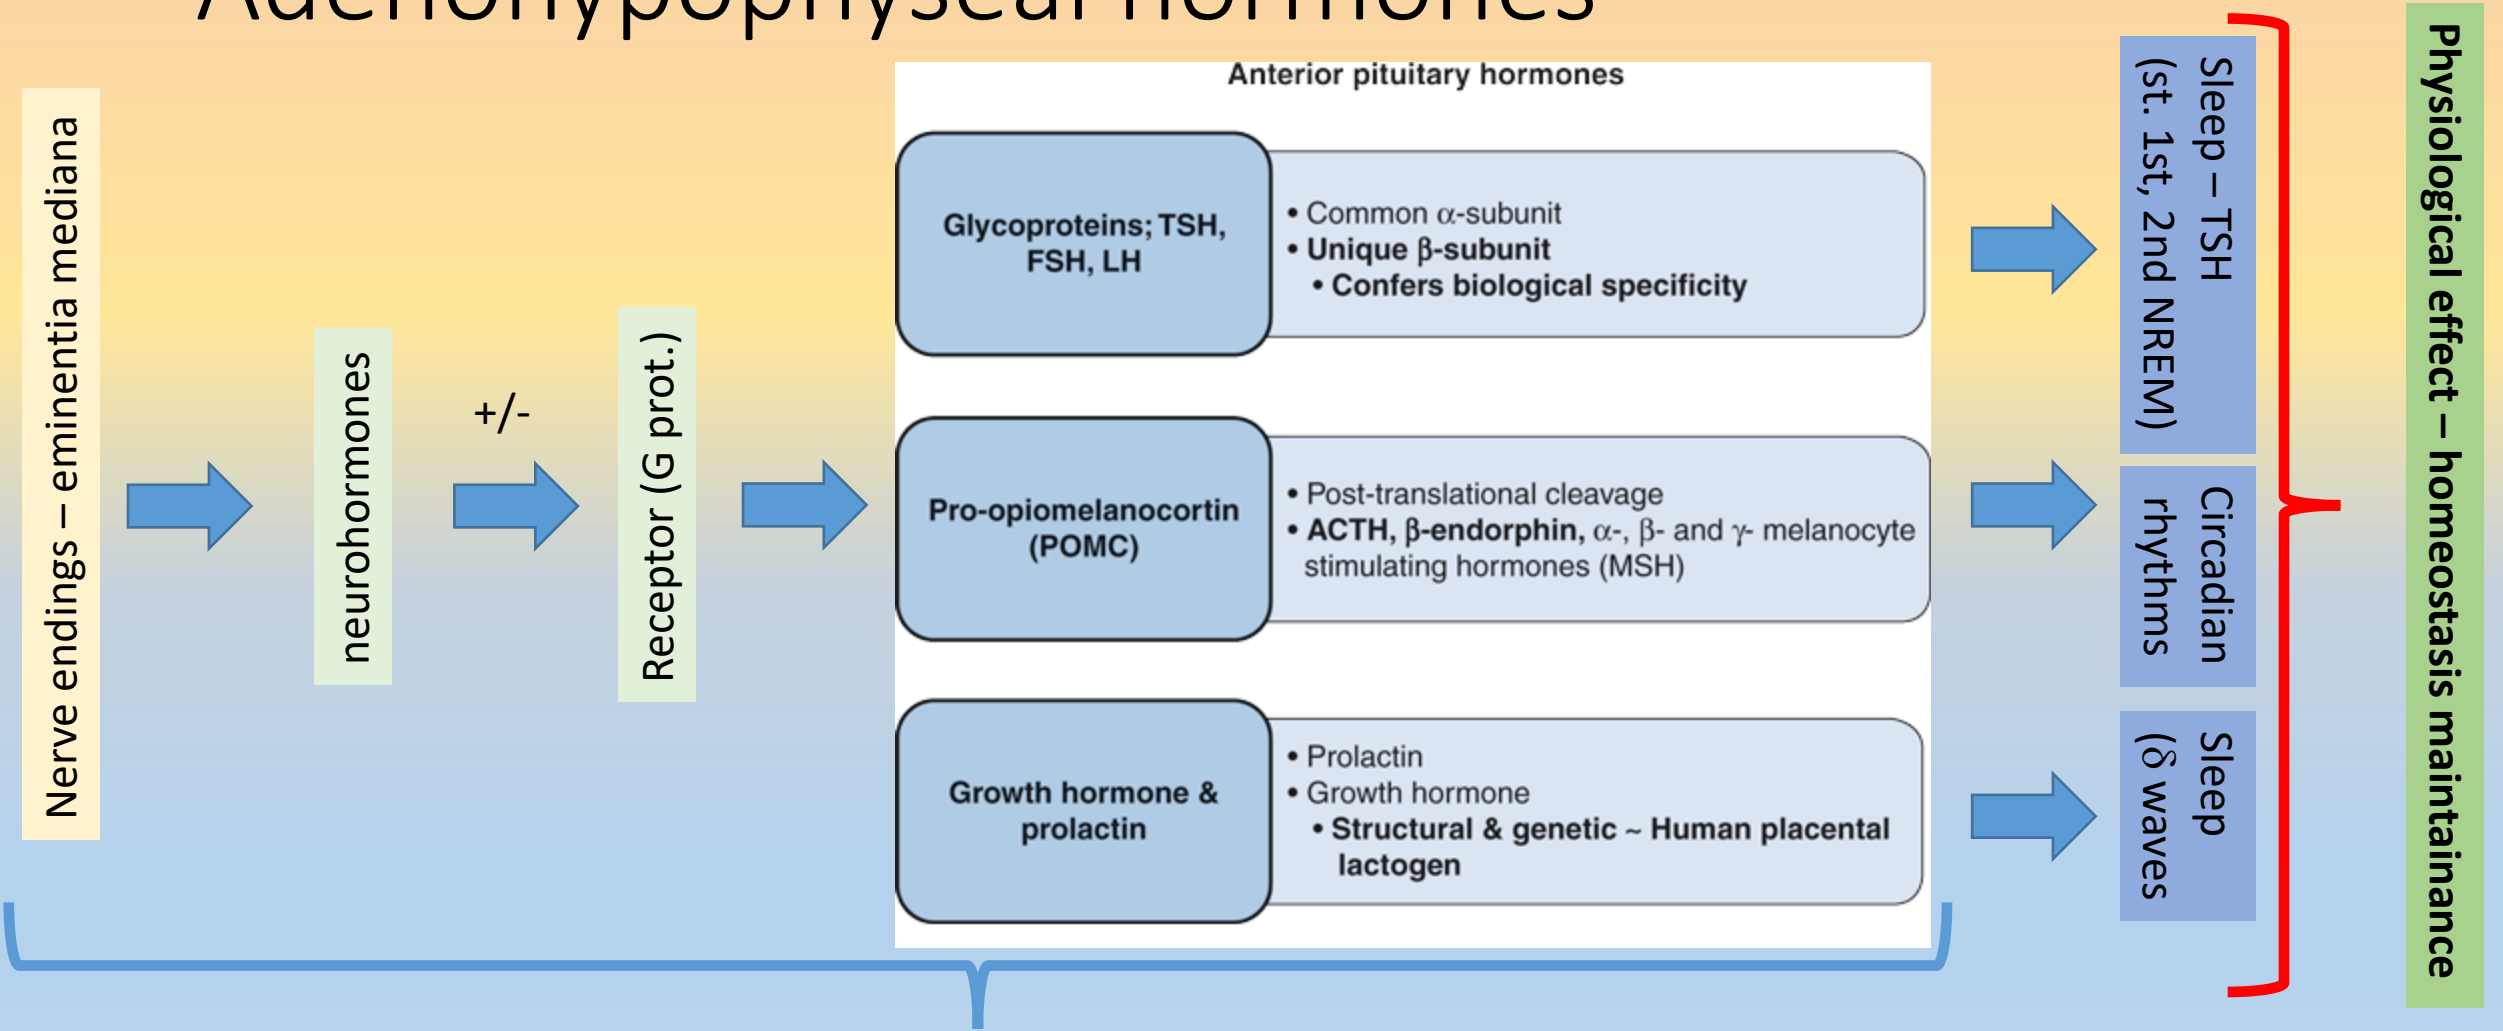 Adenohypophyseal hormones
Nerve endings – eminentia mediana
neurohormones
+/-
Receptor (G prot.)
Anterior pituitary hormones
Glycoproteins; TSH,
FSH, LH
• Common α-subunit
• Unique β-subunit
• Confers biological specificity
Pro-opiomelanocortin
(POMC)
• Post-translational cleavage
• ACTH, β-endorphin, α-, β- and γ- melanocyte
stimulating hormones (MSH)
Growth hormone &
prolactin
• Prolactin
• Growth hormone
• Structural & genetic ~ Human placental
lactogen
Sleep – TSH
(st. 1st, 2nd NREM)
Circadian
rhythms
Sleep
(δ waves
Physiological effect – homeostasis maintainance